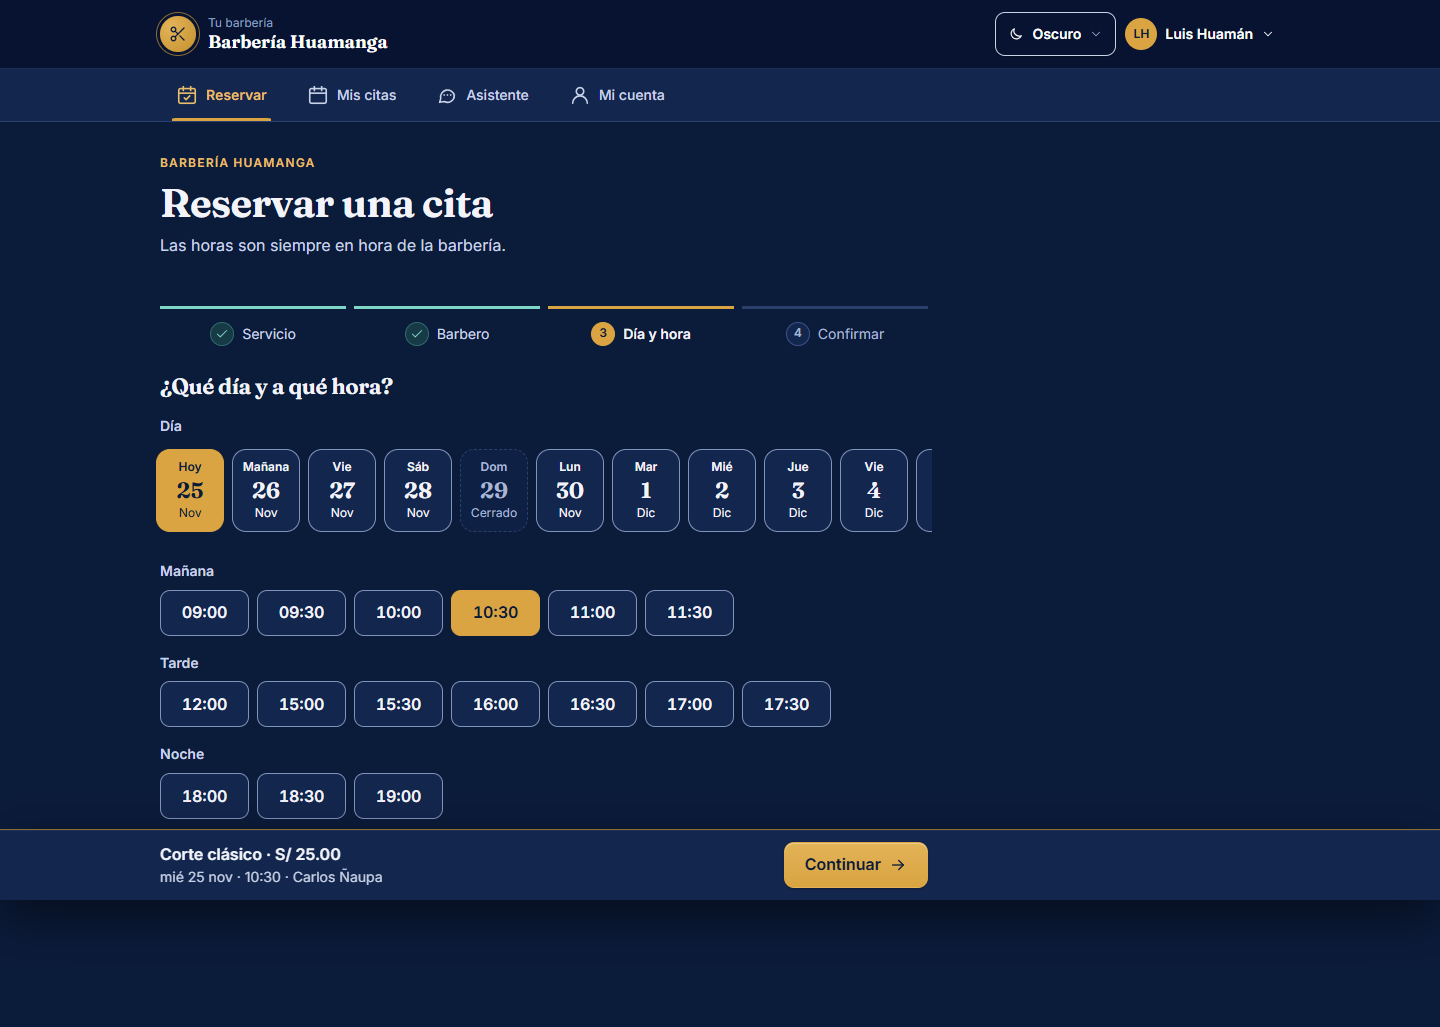 Tu barbería
Barbería Huamanga
Oscuro
LH
Luis Huamán
Reservar
Mis citas
Asistente
Mi cuenta
BARBERÍA HUAMANGA
Reservar una cita
Las horas son siempre en hora de la barbería.
Servicio
Barbero
3 Día y hora
4 Confirmar
¿Qué día y a qué hora?
Día
Hoy 25 Nov
Mañana 26 Nov
Vie 27 Nov
Sáb 28 Nov
Dom 29 Cerrado
Lun 30 Nov
Mar 1 Dic
Mié 2 Dic
Jue 3 Dic
Vie 4 Dic
Mañana
09:00 09:30 10:00 10:30 11:00 11:30
Tarde
12:00 15:00 15:30 16:00 16:30 17:00 17:30
Noche
18:00 18:30 19:00
Corte clásico · S/ 25.00
mié 25 nov · 10:30 · Carlos Ñaupa
Continuar